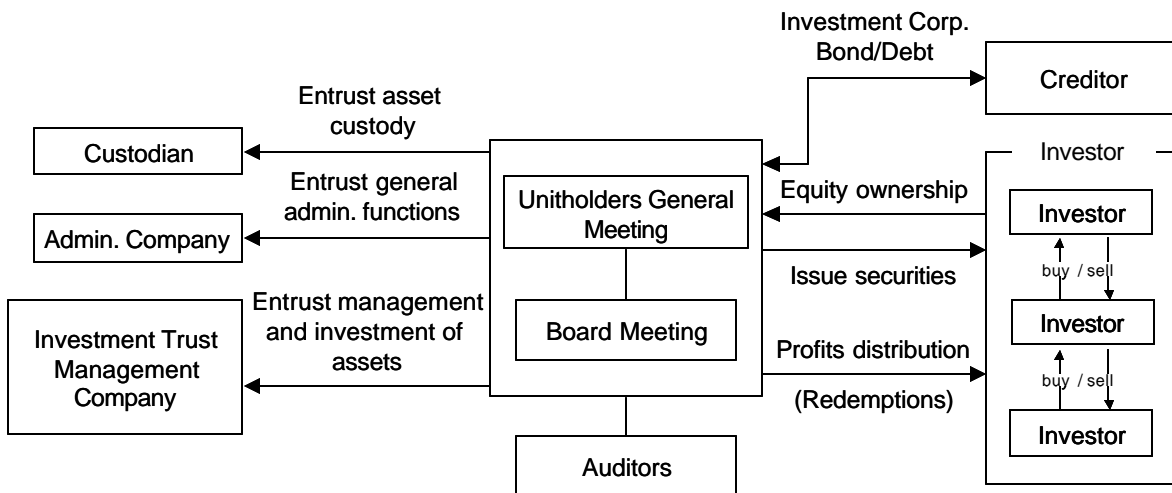 Investment Corp.
Bond/Debt
Creditor
Entrust asset
custody
Custodian
Entrust general
admin. functions
Admin. Company
Entrust management
and investment of
assets
Investment Trust
Management
Company
Unitholders General
Meeting
Board Meeting
Auditors
Equity ownership
Issue securities
Profits distribution
(Redemptions)
Investor
Investor
buy / sell
Investor
buy / sell
Investor